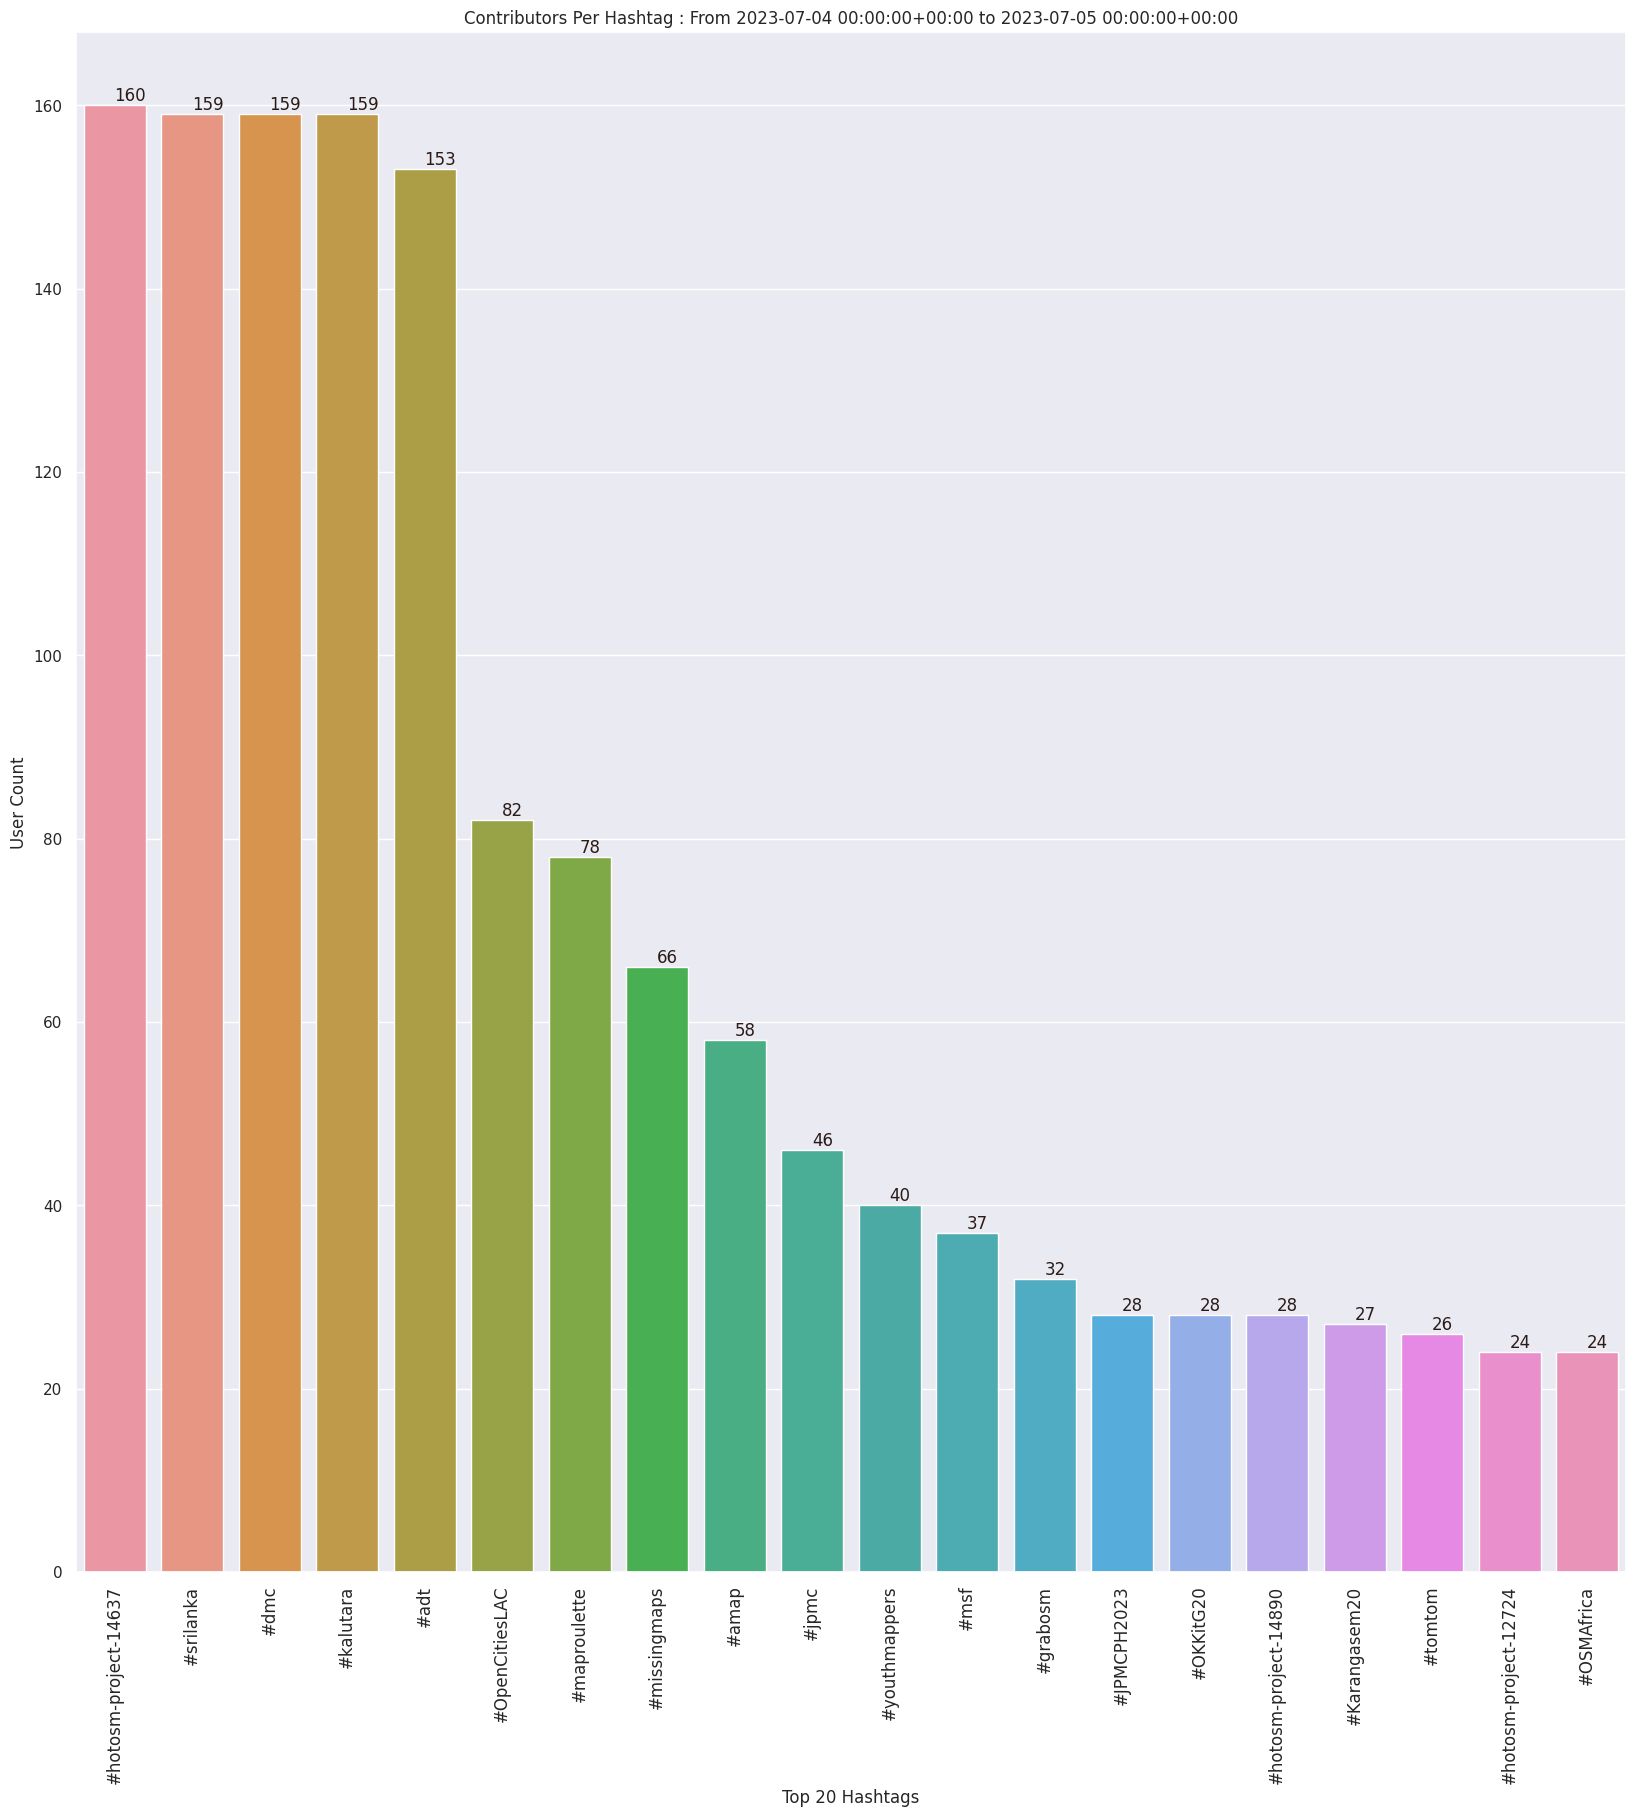 Contributors Per Hashtag : From 2023-07-04 00:00:00+00:00 to 2023-07-05 00:00:00+00:00
User Count
160
140
120
100
80
60
40
20
0
160
159
159
159
153
82
78
66
58
46
40
37
32
28
28
28
27
26
24
24
#hotosm-project-14637
#srilanka
#dmc
#kalutara
#adt
#OpenCitiesLAC
#maproulette
#missingmaps
#amap
#jpmc
#youthmappers
#msf
#grabosm
#JPMCPH2023
#OKKitG20
#hotosm-project-14890
#Karangasem20
#tomtom
#hotosm-project-12724
#OSMAfrica
Top 20 Hashtags